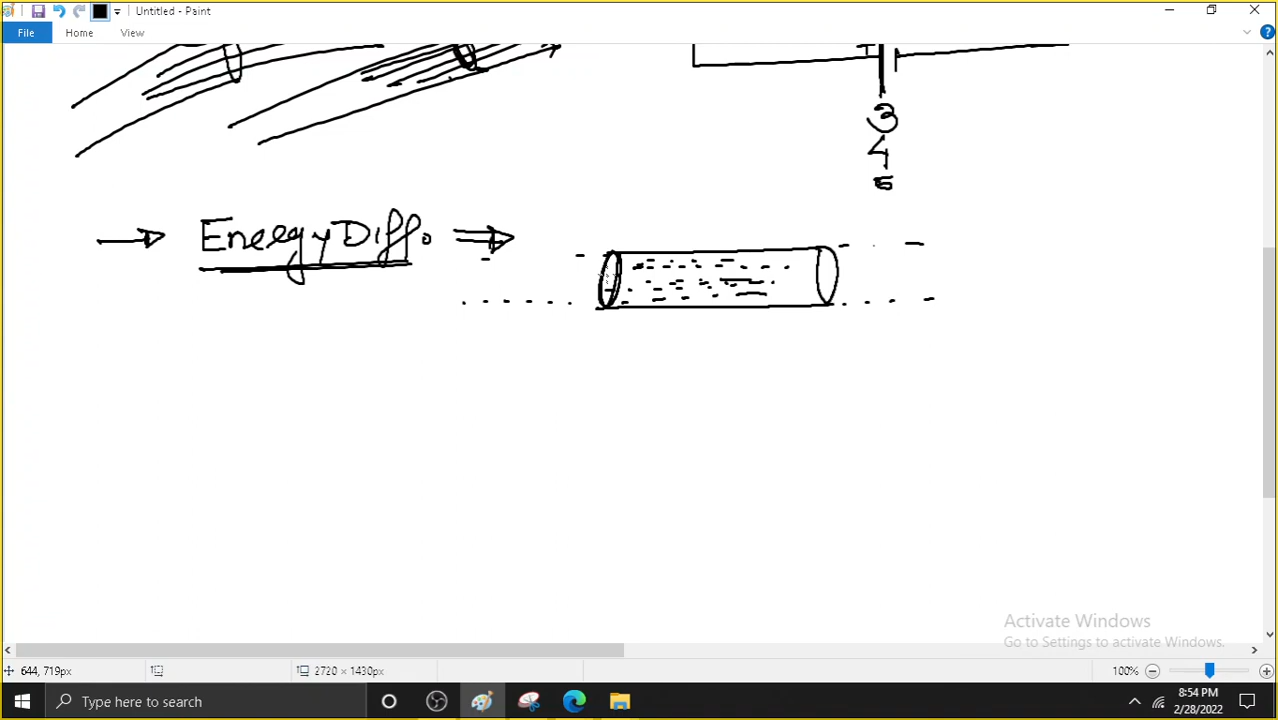 Untitled - Paint
File Home View
3
4
5
Energy Diff.
Activate Windows
Go to Settings to activate Windows.
644, 719px 2720 × 1430px 100%
Type here to search
8:54 PM
2/28/2022